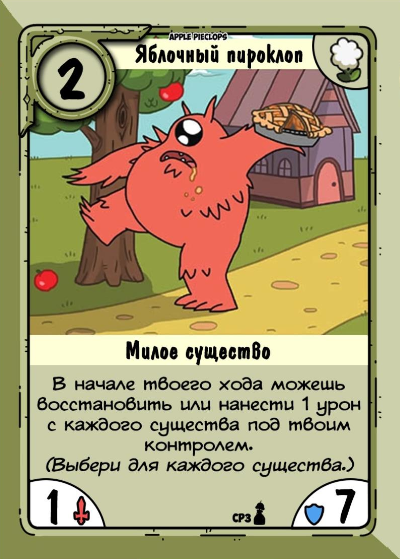 APPLE PIECLOPS
Яблочный пироклоп
2
Милое существо
В начале твоего хода можешь
восстановить или нанести 1 урон
с каждого существа под твоим
контролем.
(Выбери для каждого существа.)
1
СР3
7